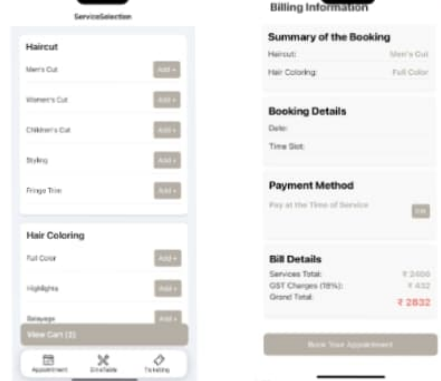 ServiceSelection
Haircut
Men's Cut Add +
Women's Cut Add +
Children's Cut Add +
Styling Add +
Fringe Trim Add +
Hair Coloring
Full Color Add +
Highlights Add +
Balayage Add +
View Cart (2)
Appointment
Billing Information
Summary of the Booking
Haircut: Men's Cut
Hair Coloring: Full Color
Booking Details
Date:
Time Slot:
Payment Method
Pay at the Time of Service
Bill Details
Services Total: ₹ 2400
GST Charges (18%): ₹ 432
Grand Total: ₹ 2832
Book Your Appointment